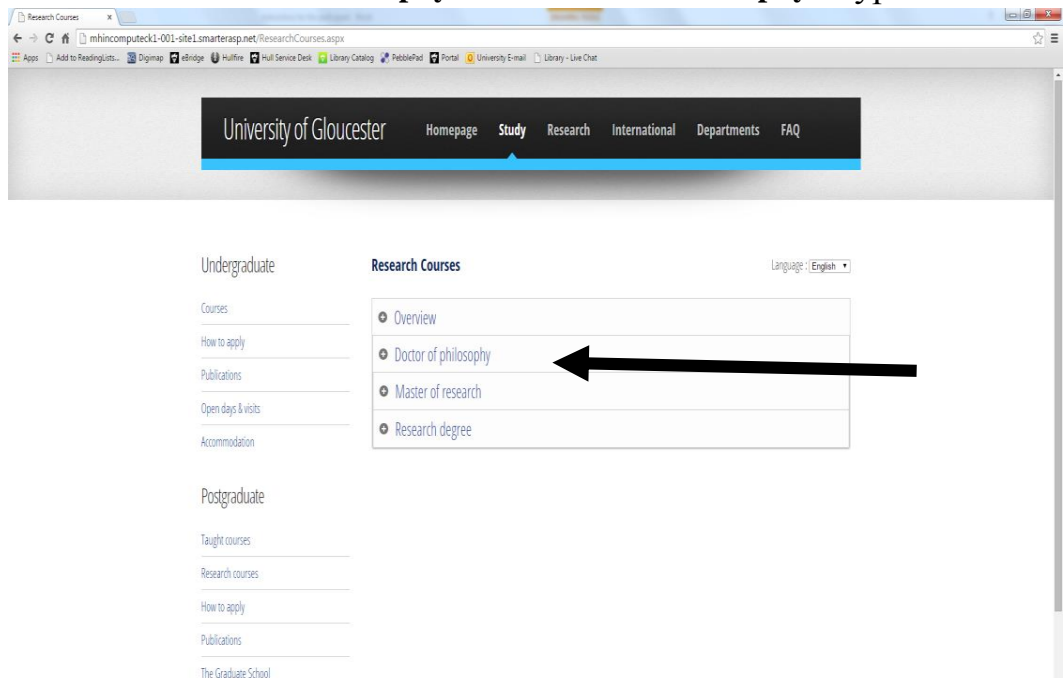 Research Courses
mhincomputeck1-001-site1.smarterasp.net/ResearchCourses.aspx
Apps Add to ReadingLists... Digimap eBridge Hullfire Hull Service Desk Library Catalog PebblePad Portal University E-mail Library - Live Chat
University of Gloucester Homepage Study Research International Departments FAQ
Undergraduate
Courses
How to apply
Publications
Open days & visits
Accommodation
Postgraduate
Taught courses
Research courses
How to apply
Publications
The Graduate School
Research Courses
Language : English
Overview
Doctor of philosophy
Master of research
Research degree